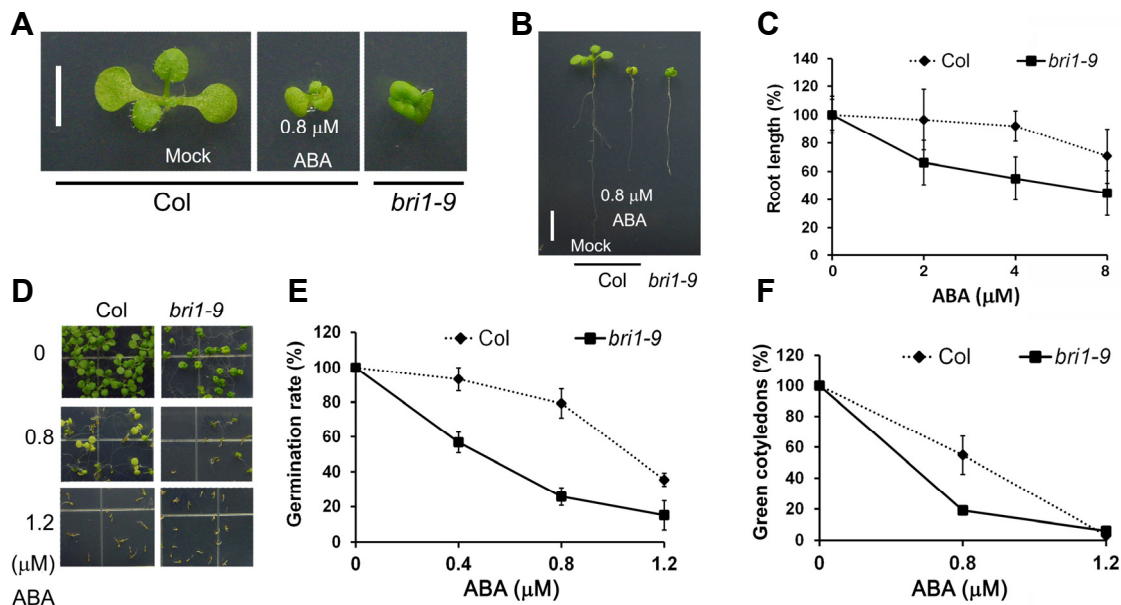 A
Mock
0.8 μM
ABA
Col
bri1-9
B
0.8 μM
ABA
Mock
Col
bri1-9
C
Col
bri1-9
Root length (%)
140
120
100
80
60
40
20
0
0
2
4
8
ABA (μM)
D
Col
bri1-9
0
0.8
1.2
(μM)
ABA
E
Col
bri1-9
Germination rate (%)
120
100
80
60
40
20
0
0
0.4
0.8
1.2
ABA (μM)
F
Col
bri1-9
Green cotyledons (%)
120
100
80
60
40
20
0
0
0.8
1.2
ABA (μM)